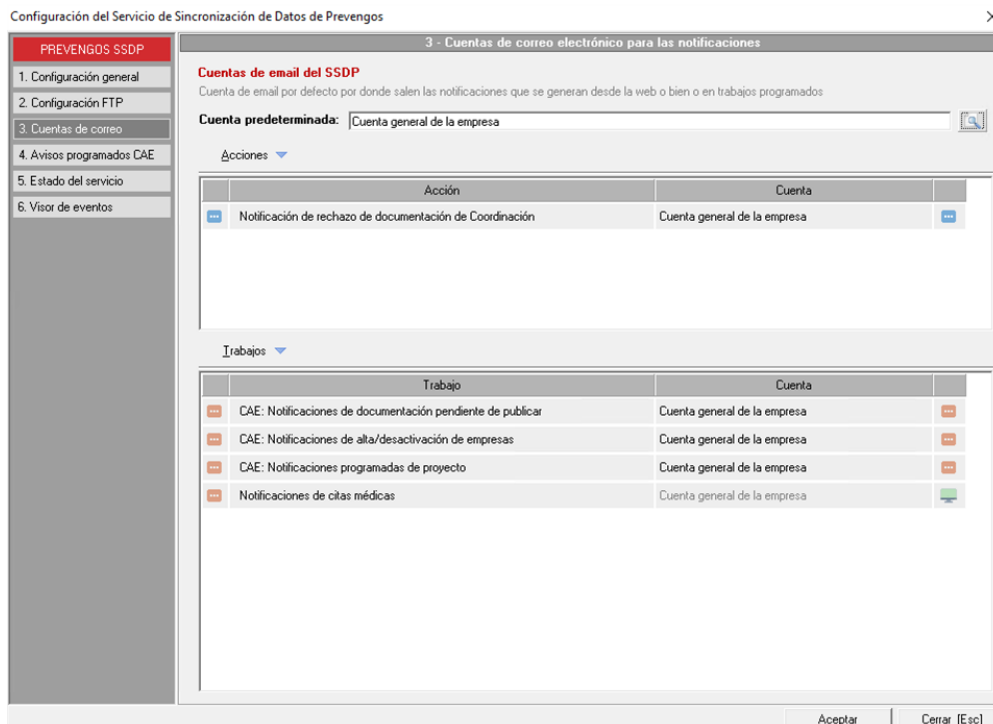 Configuración del Servicio de Sincronización de Datos de Prevengos
PREVENGOS SSDP
1. Configuración general
2. Configuración FTP
3. Cuentas de correo
4. Avisos programados CAE
5. Estado del servicio
6. Visor de eventos
3 - Cuentas de correo electrónico para las notificaciones
Cuentas de email del SSDP
Cuenta de email por defecto por donde salen las notificaciones que se generan desde la web o bien o en trabajos programados
Cuenta predeterminada: Cuenta general de la empresa
Acciones
Acción Cuenta
Notificación de rechazo de documentación de Coordinación Cuenta general de la empresa
Trabajos
Trabajo Cuenta
CAE: Notificaciones de documentación pendiente de publicar Cuenta general de la empresa
CAE: Notificaciones de alta/desactivación de empresas Cuenta general de la empresa
CAE: Notificaciones programadas de proyecto Cuenta general de la empresa
Notificaciones de citas médicas Cuenta general de la empresa
Aceptar Cerrar [Esc]